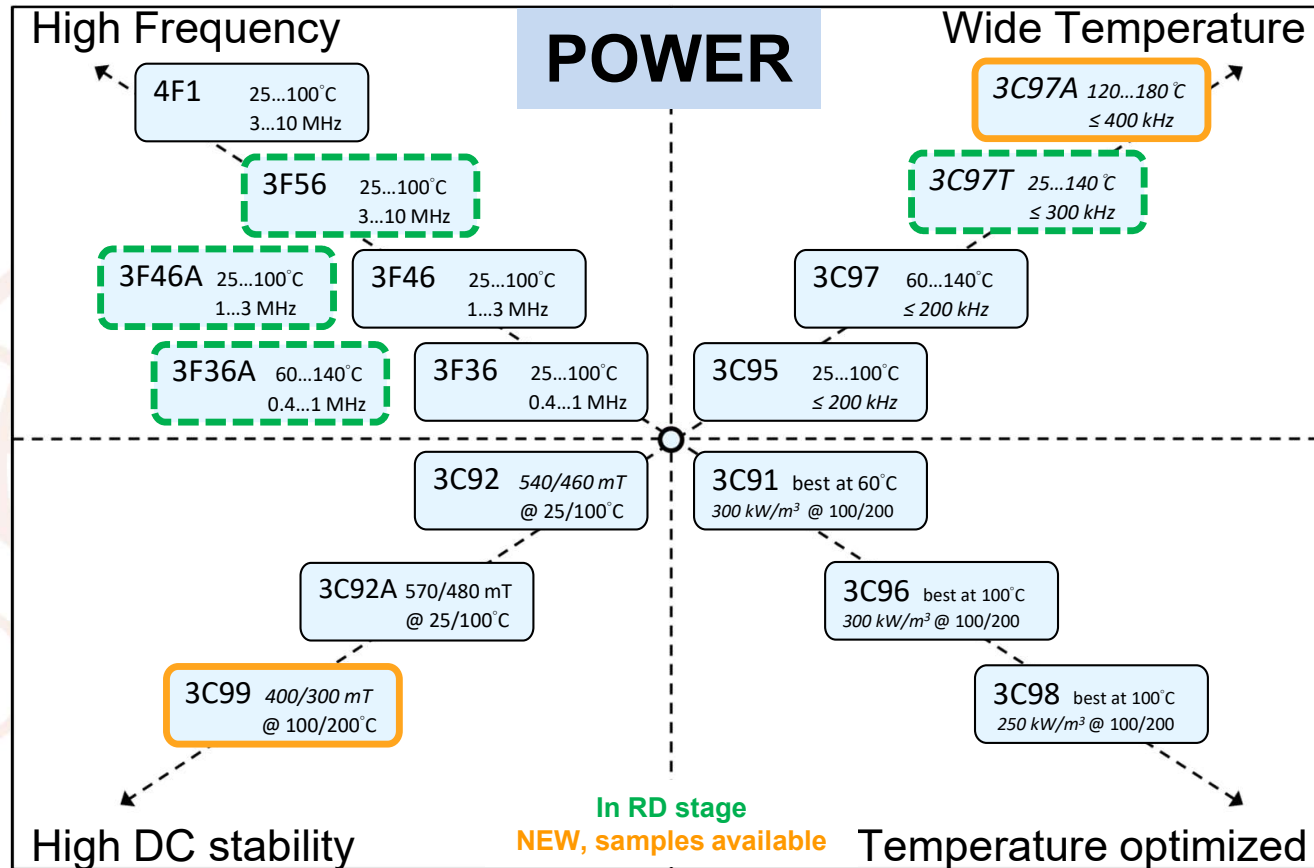 High Frequency
POWER
Wide Temperature
4F1 25...100°C
3...10 MHz
3F56 25...100°C
3...10 MHz
3F46A 25...100°C
1...3 MHz
3F46 25...100°C
1...3 MHz
3F36A 60...140°C
0.4...1 MHz
3F36 25...100°C
0.4...1 MHz
3C97A 120...180 °C
≤ 400 kHz
3C97T 25...140 °C
≤ 300 kHz
3C97 60...140°C
≤ 200 kHz
3C95 25...100°C
≤ 200 kHz
3C92 540/460 mT
@ 25/100°C
3C92A 570/480 mT
@ 25/100°C
3C99 400/300 mT
@ 100/200°C
3C91 best at 60°C
300 kW/m³ @ 100/200
3C96 best at 100°C
300 kW/m³ @ 100/200
3C98 best at 100°C
250 kW/m³ @ 100/200
High DC stability
In RD stage
NEW, samples available
Temperature optimized